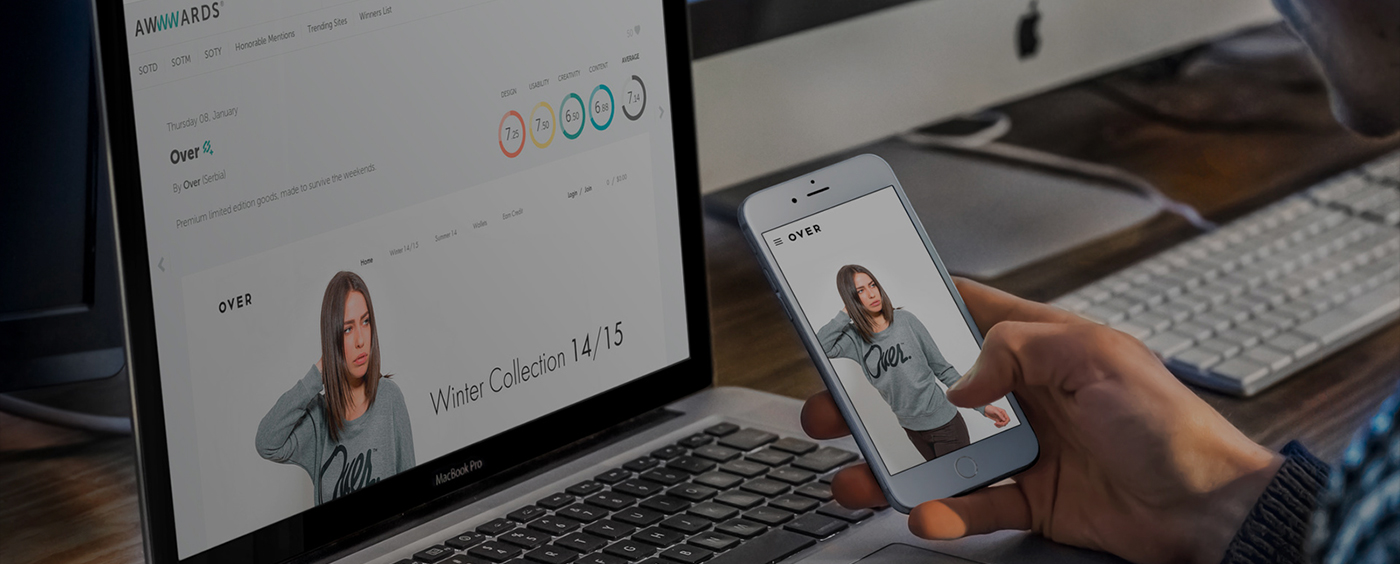 AWWWARDS®
SOTD SOTM SOTY Honorable Mentions Trending Sites Winners List
50
Thursday 08. January
DESIGN USABILITY CREATIVITY CONTENT AVERAGE
7.25 7.50 6.50 6.88 7.14
Over
By Over (Serbia)
Premium limited edition goods, made to survive the weekends.
Login / Join / $0.00
Home Winter 14/15 Summer 14 Wallies Earn Credit
OVER
Winter Collection 14/15
Over
MacBook Pro
OVER
Over.